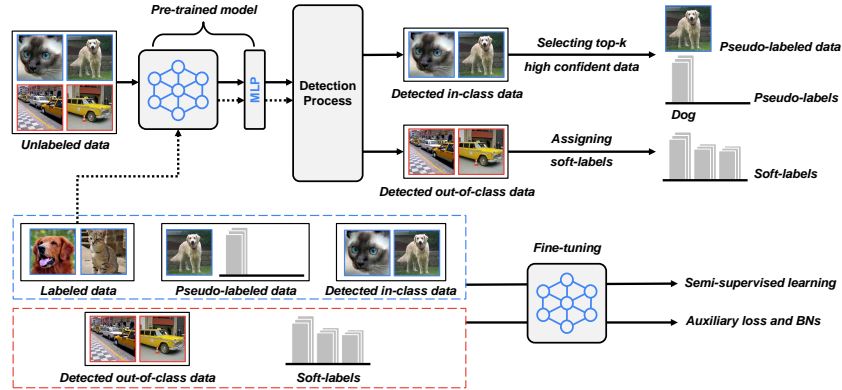 Pre-trained model
Unlabeled data
MLP
Detection
Process
Detected in-class data
Selecting top-k
high confident data
Pseudo-labeled data
Pseudo-labels
Dog
Detected out-of-class data
Assigning
soft-labels
Soft-labels
Labeled data
Pseudo-labeled data
Detected in-class data
Fine-tuning
Semi-supervised learning
Auxiliary loss and BNs
Detected out-of-class data
Soft-labels